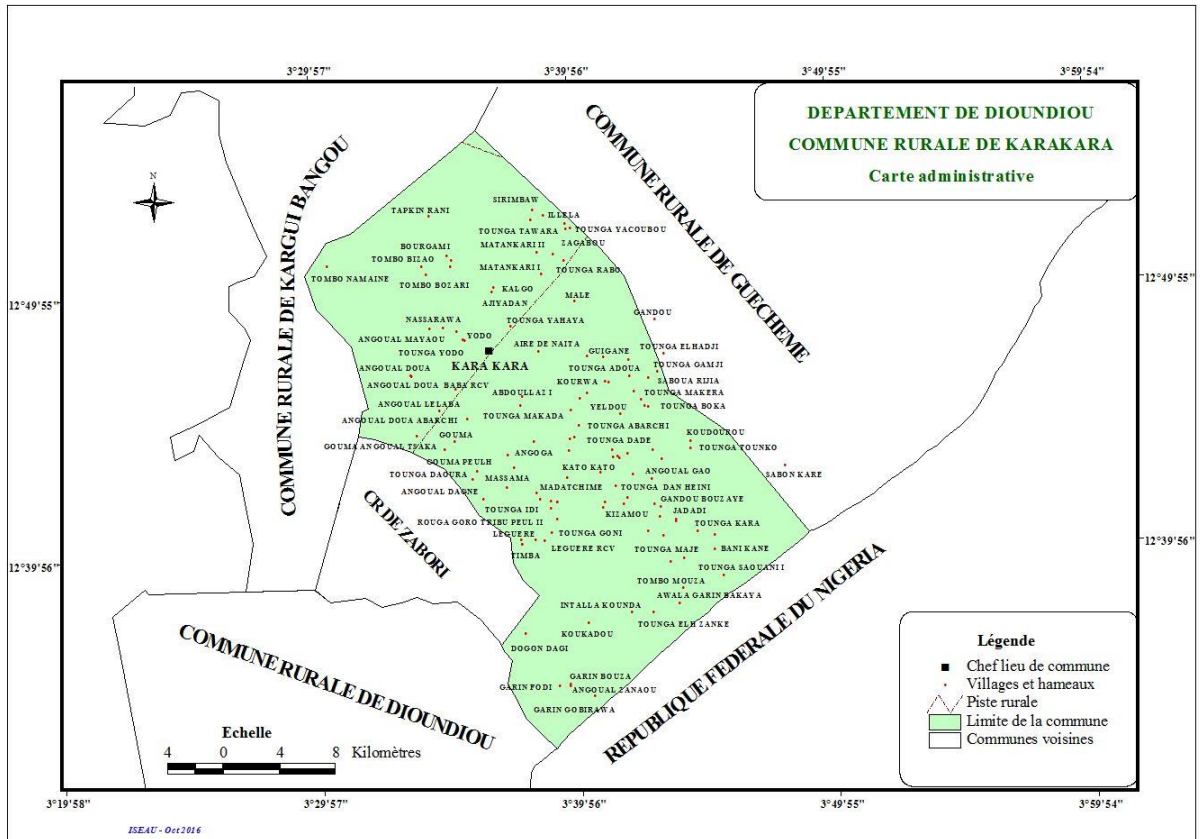 3°29'57"
3°39'56"
3°49'55"
3°59'54"
DEPARTEMENT DE DIOUNDIOU
COMMUNE RURALE DE KARAKARA
Carte administrative
N
COMMUNE RURALE DE KARGUI BANGOU
COMMUNE RURALE DE GUECHEME
SIRIMBAW
TAPKIN RANI
ILLELA
TOUNGA TAWARA
TOUNGA YACOUBOU
BOURGAMI
MATANKARI II
ZAGABOU
TOMBO BIZAO
MATANKARI I
TOUNGA RABO
TOMBO NAMAINE
TOMBO BOZARI
KALGO
AJIYADAN
MALE
12°49'55"
12°49'55"
GANDOU
NASSARAWA
TOUNGA YAHAYA
ANGOUAL MAYAOU
YODO
AIRE DE NAITA
TOUNGA YODO
GUIGANE
TOUNGA ELHADJI
KARA KARA
ANGOUAL DOUA
TOUNGA ADOUA
TOUNGA GAMJI
ANGOUAL DOUA BABA RCV
KOURWA
SABOUA RIJIA
ABDOULLAI I
TOUNGA MAKERA
ANGOUAL LELABA
TOUNGA MAKADA
YELDOU
TOUNGA BOKA
ANGOUAL DOUA ABARCHI
TOUNGA ABARCHI
GOUMA
KOUDOUROU
GOUMA ANGOUAL TSAKA
TOUNGA DADE
TOUNGA TOUNKO
ANGOGA
GOUMA PEULH
KATO KATO
ANGOUAL GAO
SABON KARE
TOUNGA DAOURA
MASSAMA
MADATCHIME
TOUNGA DAN HEINI
ANGOUAL DAGNE
TOUNGA IDI
GANDOU BOUZAYE
KIZAMOU
JADADI
ROUGA GORO TRIBU PEUL II
TOUNGA KARA
LEGUERE
TOUNGA GONI
TIMBA
LEGUERE RCV
TOUNGA MAJE
BANI KANE
TOUNGA SAOUANI I
CR DE ZABORI
12°39'56"
12°39'56"
TOMBO MOUZA
AWALA GARIN BAKAYA
INTALLA KOUNDA
TOUNGA ELH ZANKE
KOUKADOU
DOGON DAGI
GARIN BOUZA
GARIN FODI
ANGOUAL ZANAOU
GARIN GOBIRAWA
COMMUNE RURALE DE DIOUNDIOU
REPUBLIQUE FEDERALE DU NIGERIA
Légende
Chef lieu de commune
Villages et hameaux
Piste rurale
Limite de la commune
Communes voisines
Echelle
4 0 4 8 Kilomètres
3°19'58"
3°29'57"
3°39'56"
3°49'55"
3°59'54"
ISEAU - Oct 2016